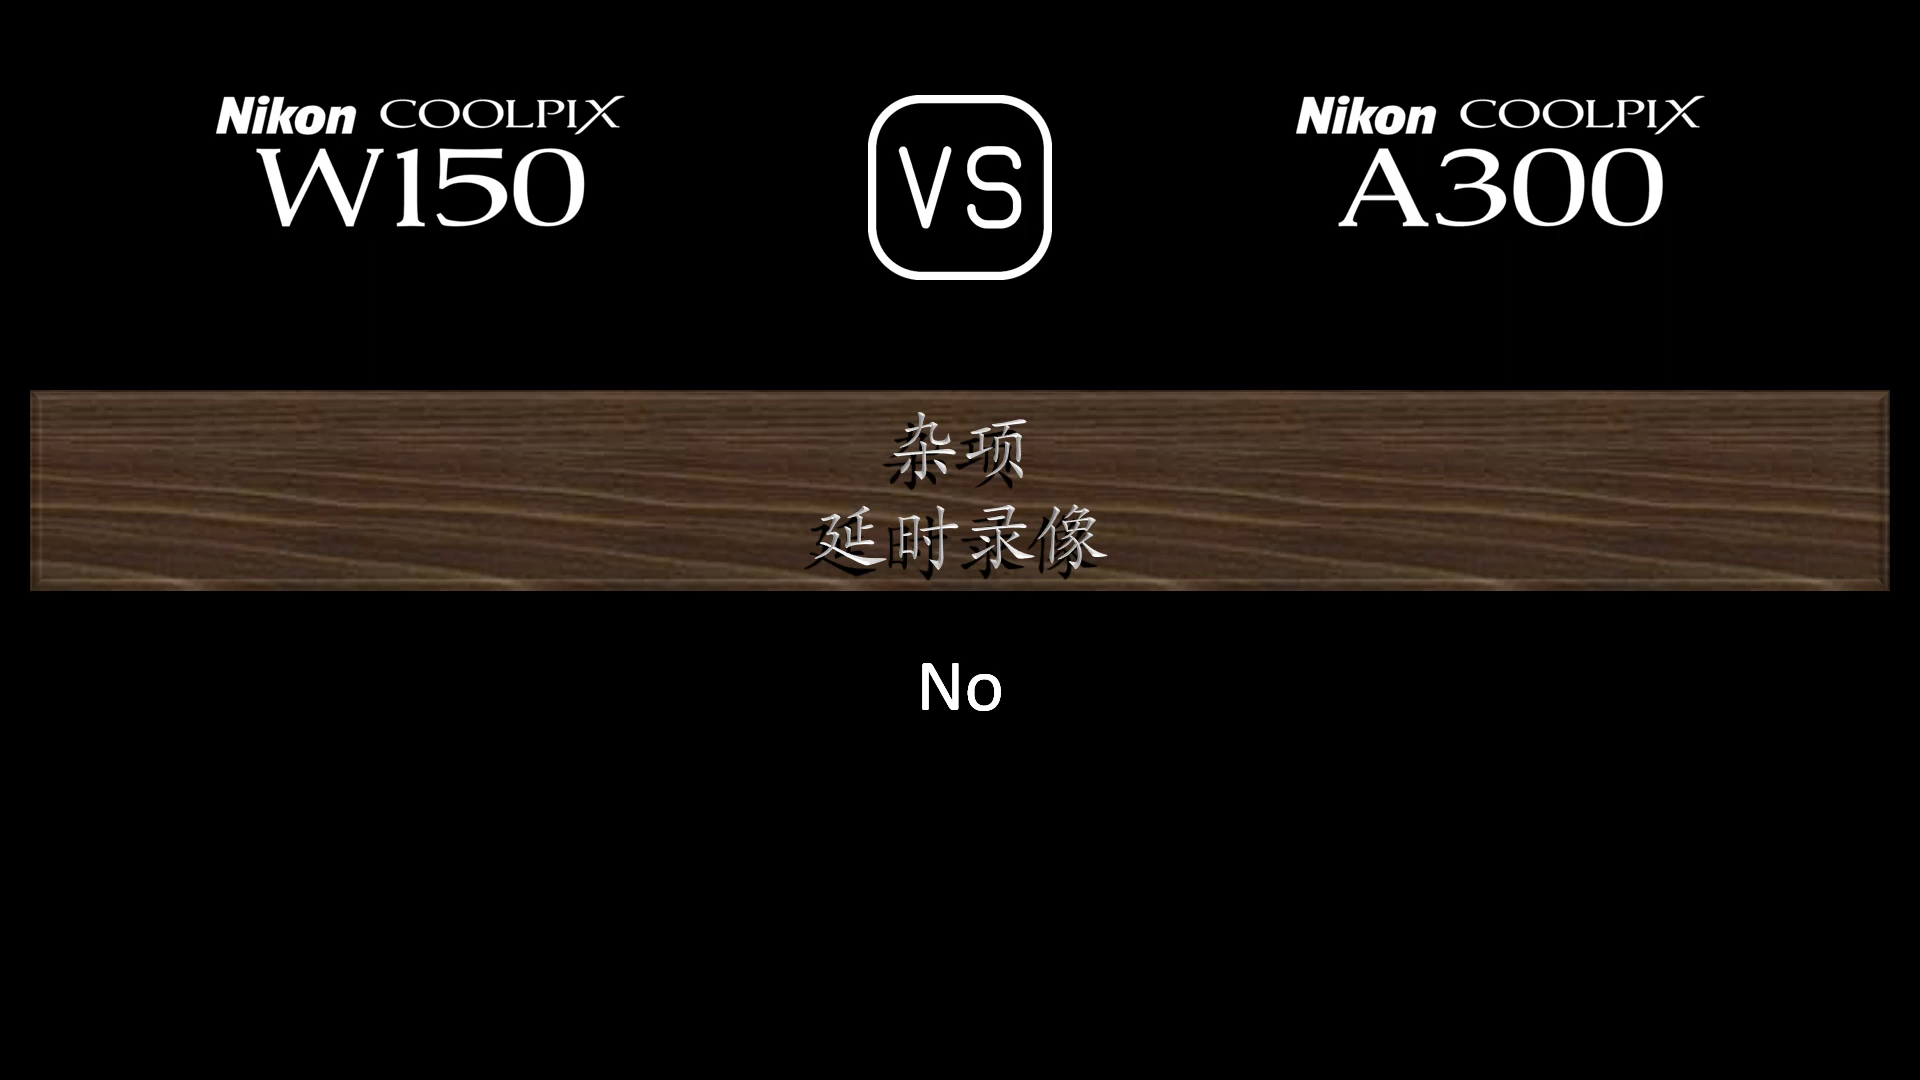 Nikon COOLPIX
W150
VS
Nikon COOLPIX
A300
杂项
延时录像
No